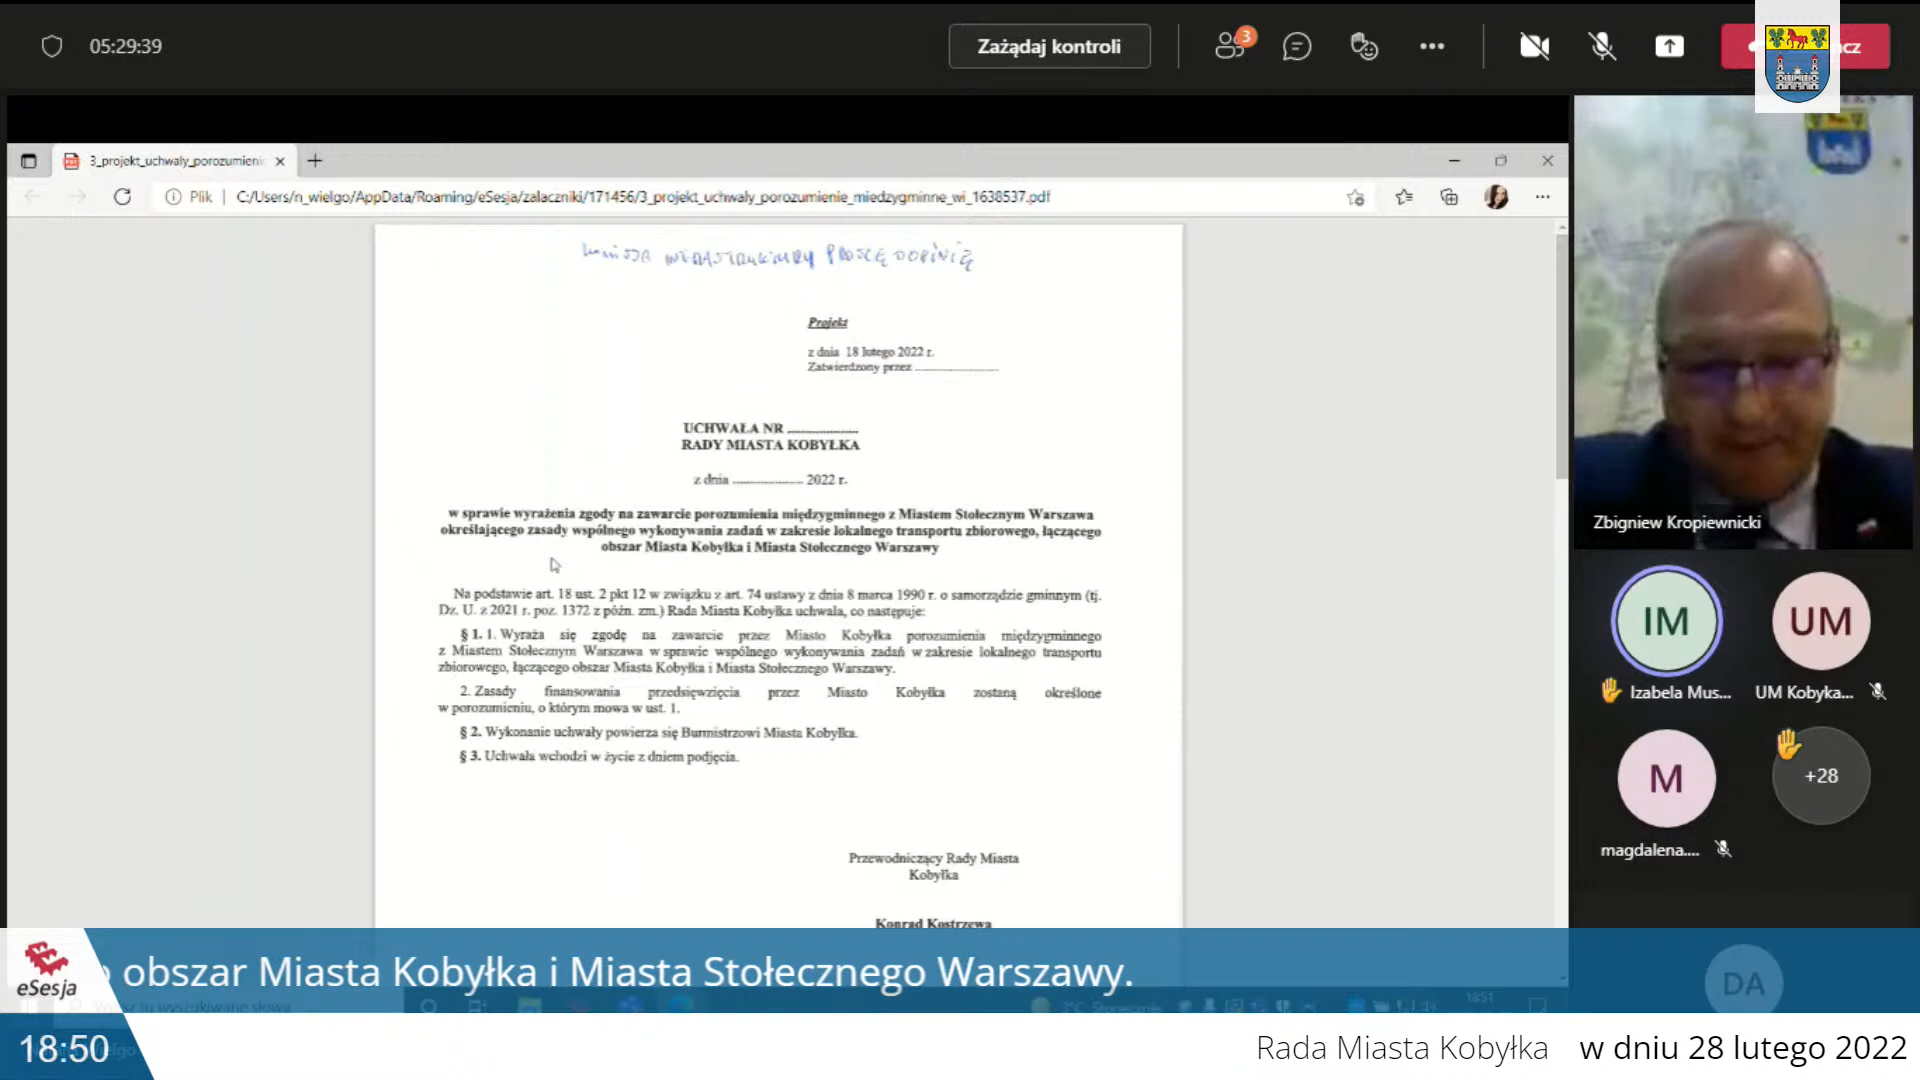 05:29:39
Zażądaj kontroli
3
3_projekt_uchwaly_porozumieni
Plik
C:/Users/n_wielgo/AppData/Roaming/eSesja/zalaczniki/171456/3_projekt_uchwaly_porozumienie_miedzygminne_wi_1638537.pdf
PROSZĘ O OPINIĘ
Projekt
z dnia 18 lutego 2022 r.
Zatwierdzony przez ........................
UCHWAŁA NR ....................
RADY MIASTA KOBYŁKA
z dnia .................... 2022 r.
w sprawie wyrażenia zgody na zawarcie porozumienia międzygminnego z Miastem Stołecznym Warszawa
określającego zasady wspólnego wykonywania zadań w zakresie lokalnego transportu zbiorowego, łączącego
obszar Miasta Kobyłka i Miasta Stołecznego Warszawy
Na podstawie art. 18 ust. 2 pkt 12 w związku z art. 74 ustawy z dnia 8 marca 1990 r. o samorządzie gminnym (tj.
Dz. U. z 2021 r. poz. 1372 z późn. zm.) Rada Miasta Kobyłka uchwala, co następuje:
§ 1. 1. Wyraża się zgodę na zawarcie przez Miasto Kobyłka porozumienia międzygminnego
z Miastem Stołecznym Warszawa w sprawie wspólnego wykonywania zadań w zakresie lokalnego transportu
zbiorowego, łączącego obszar Miasta Kobyłka i Miasta Stołecznego Warszawy.
2. Zasady finansowania przedsięwzięcia przez Miasto Kobyłka zostaną określone
w porozumieniu, o którym mowa w ust. 1.
§ 2. Wykonanie uchwały powierza się Burmistrzowi Miasta Kobyłka.
§ 3. Uchwała wchodzi w życie z dniem podjęcia.
Przewodniczący Rady Miasta
Kobyłka
Konrad Kostrzewa
Zbigniew Kropiewnicki
IM
UM
Izabela Mus...
UM Kobyka...
M
+28
magdalena....
DA
eSesja
obszar Miasta Kobyłka i Miasta Stołecznego Warszawy.
18:51
18:50
Rada Miasta Kobyłka w dniu 28 lutego 2022